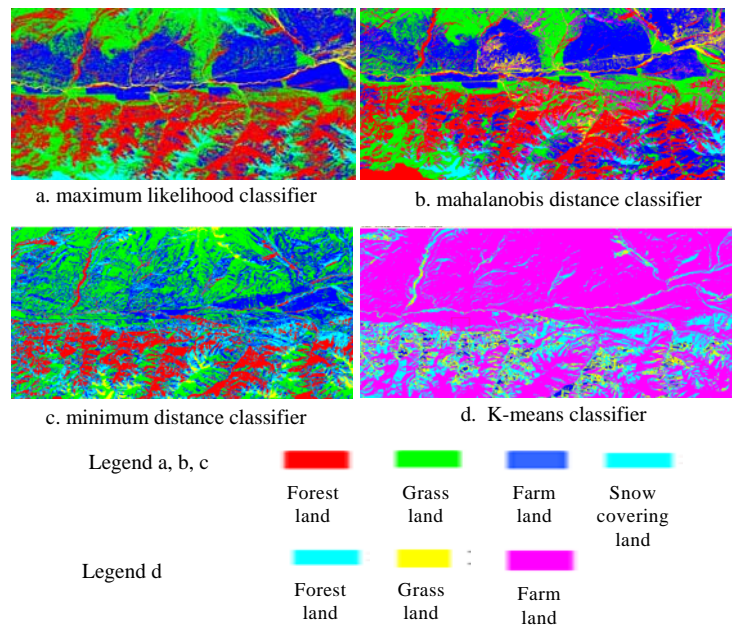 a. maximum likelihood classifier
b. mahalanobis distance classifier
c. minimum distance classifier
d. K-means classifier
Legend a, b, c
Forest land
Grass land
Farm land
Snow covering land
Legend d
Forest land
Grass land
Farm land